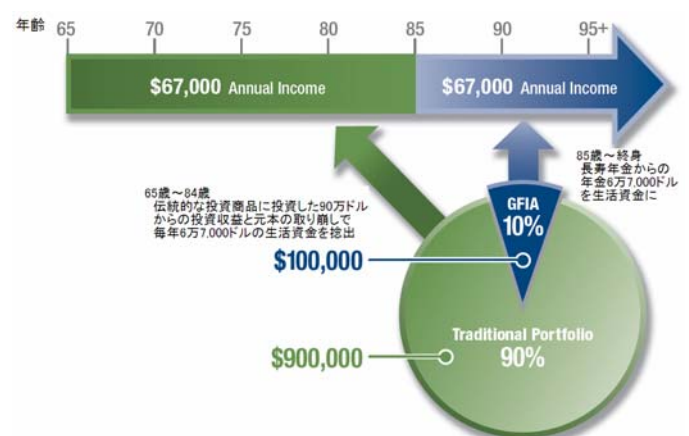 年齢 65 70 75 80 85 90 95+
$67,000 Annual Income
$67,000 Annual Income
65歳～84歳
伝統的な投資商品に投資した90万ドル
からの投資収益と元本の取り崩しで
毎年6万7,000ドルの生活資金を捻出
85歳～終身
長寿年金からの
年金6万7,000ドル
を生活資金に
GFIA
10%
$100,000
Traditional Portfolio
90%
$900,000